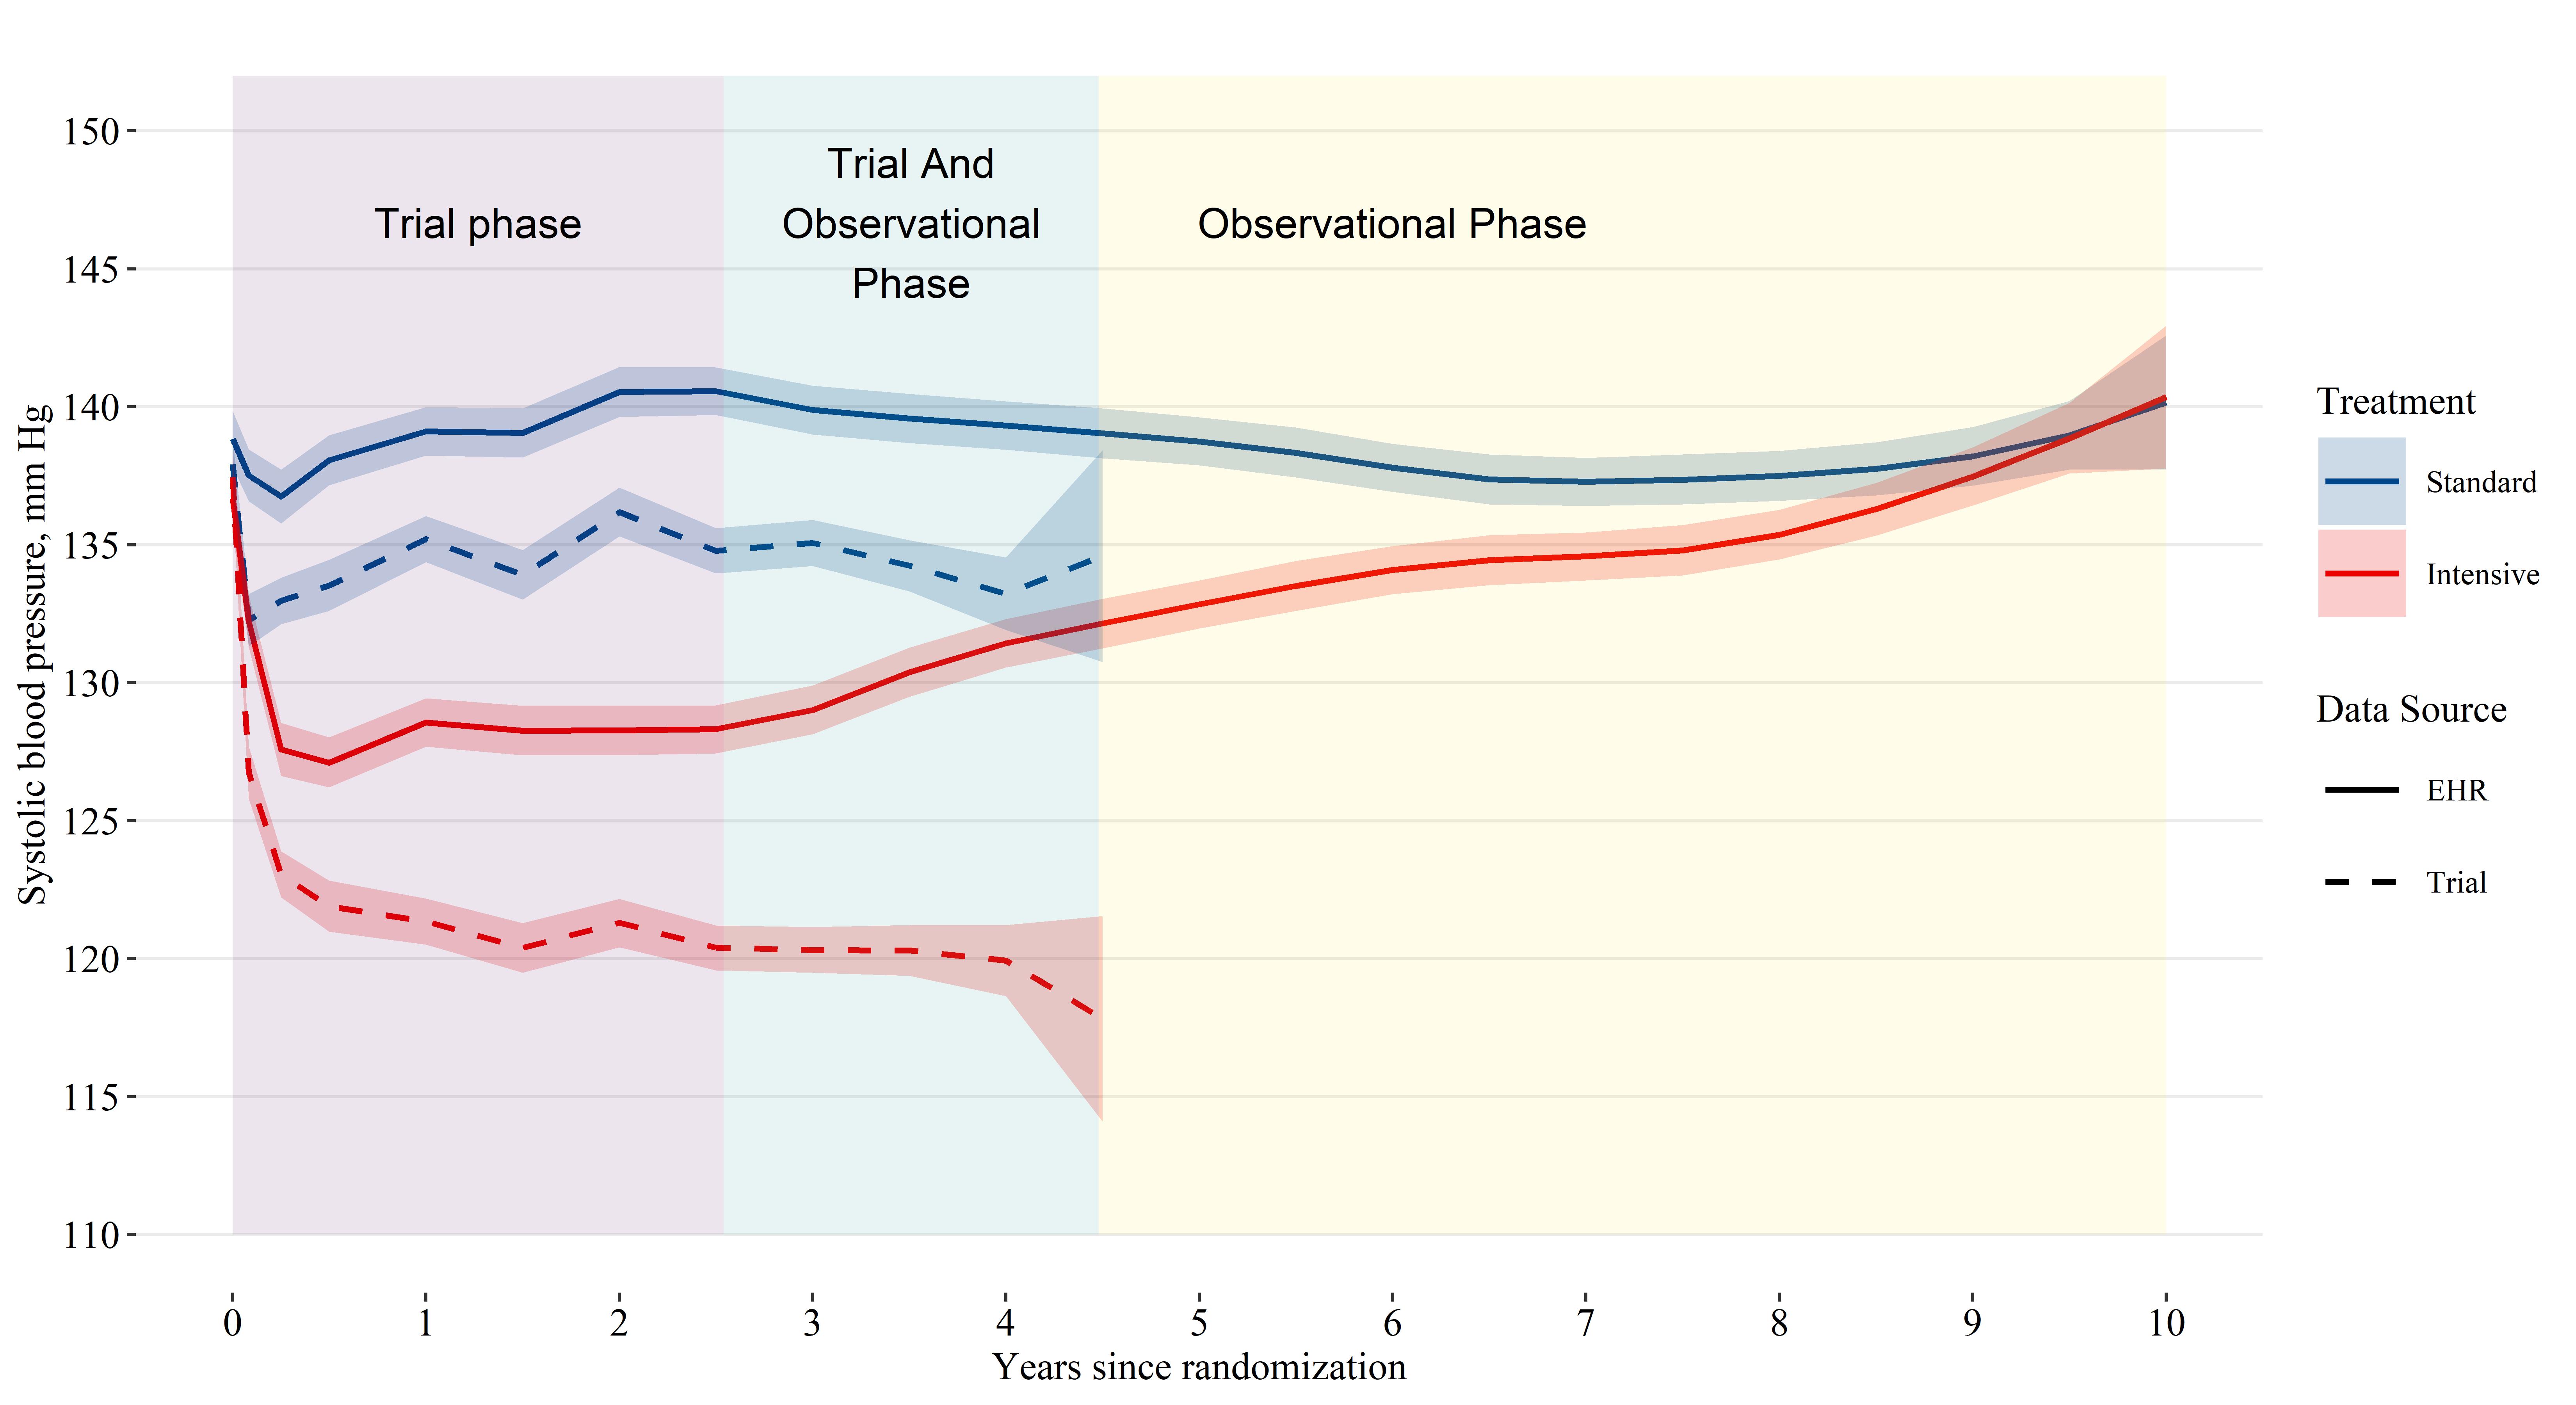 Systolic blood pressure, mm Hg
150
145
140
135
130
125
120
115
110
Trial phase
Trial And
Observational
Phase
Observational Phase
0 1 2 3 4 5 6 7 8 9 10
Years since randomization
Treatment
Standard
Intensive
Data Source
EHR
Trial